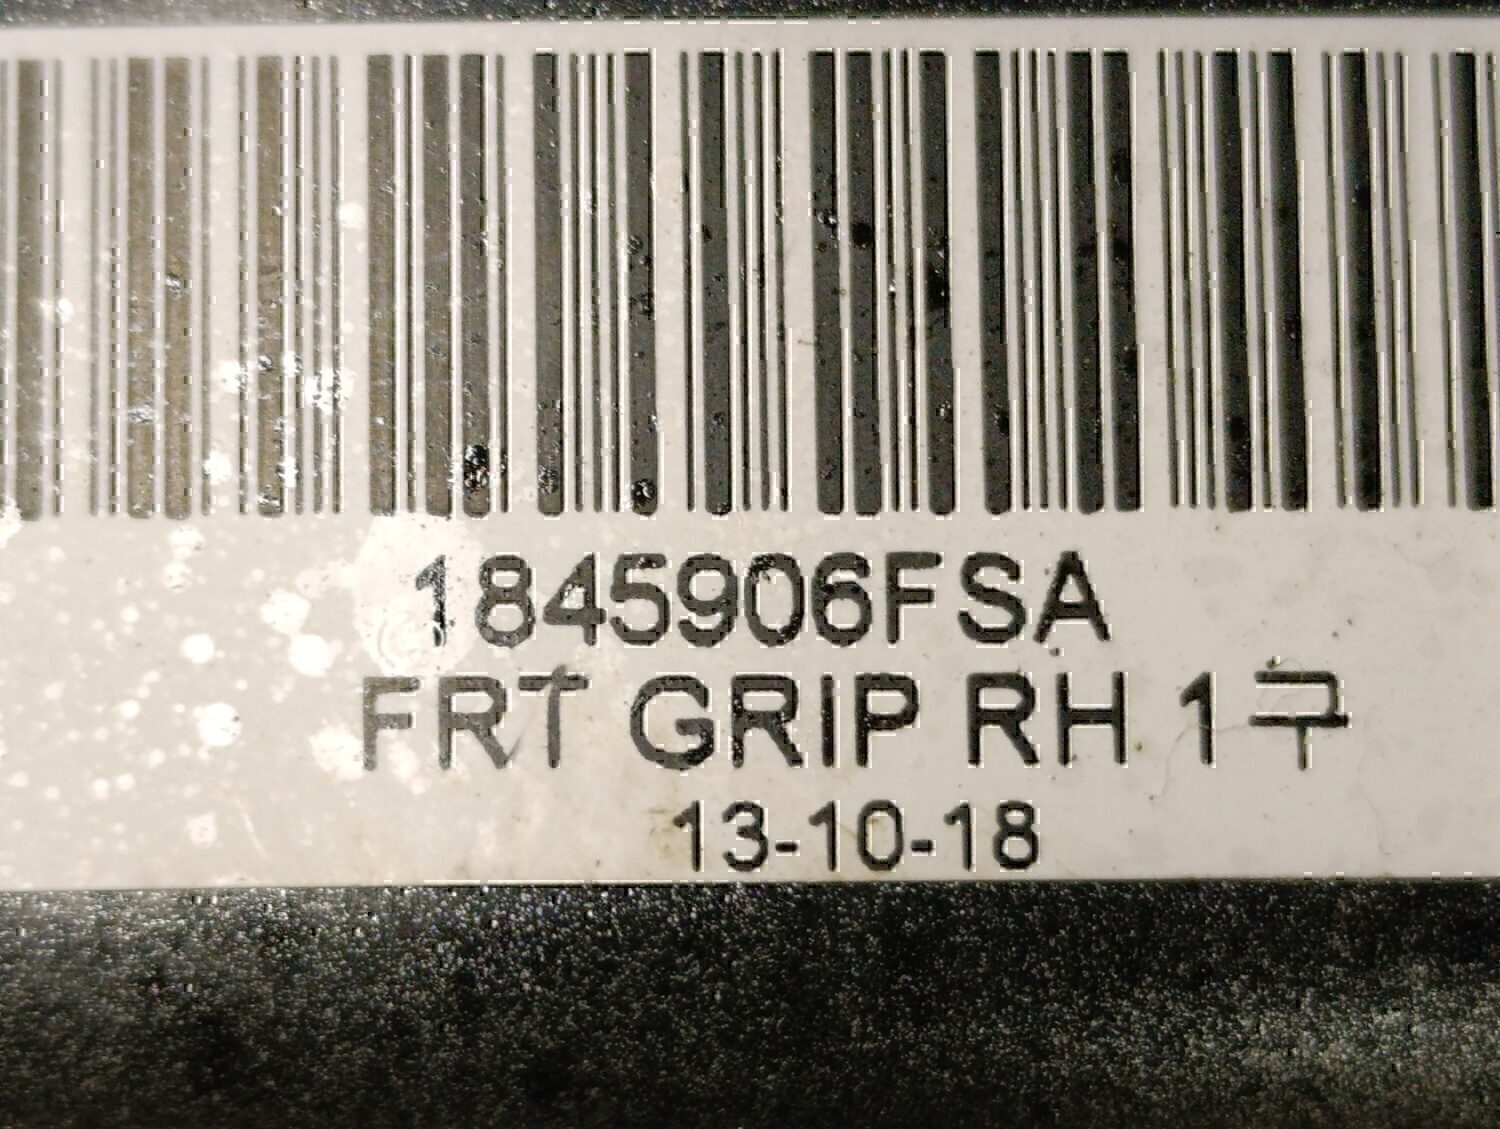 1845906FSA
FRT GRIP RH 1구
13-10-18